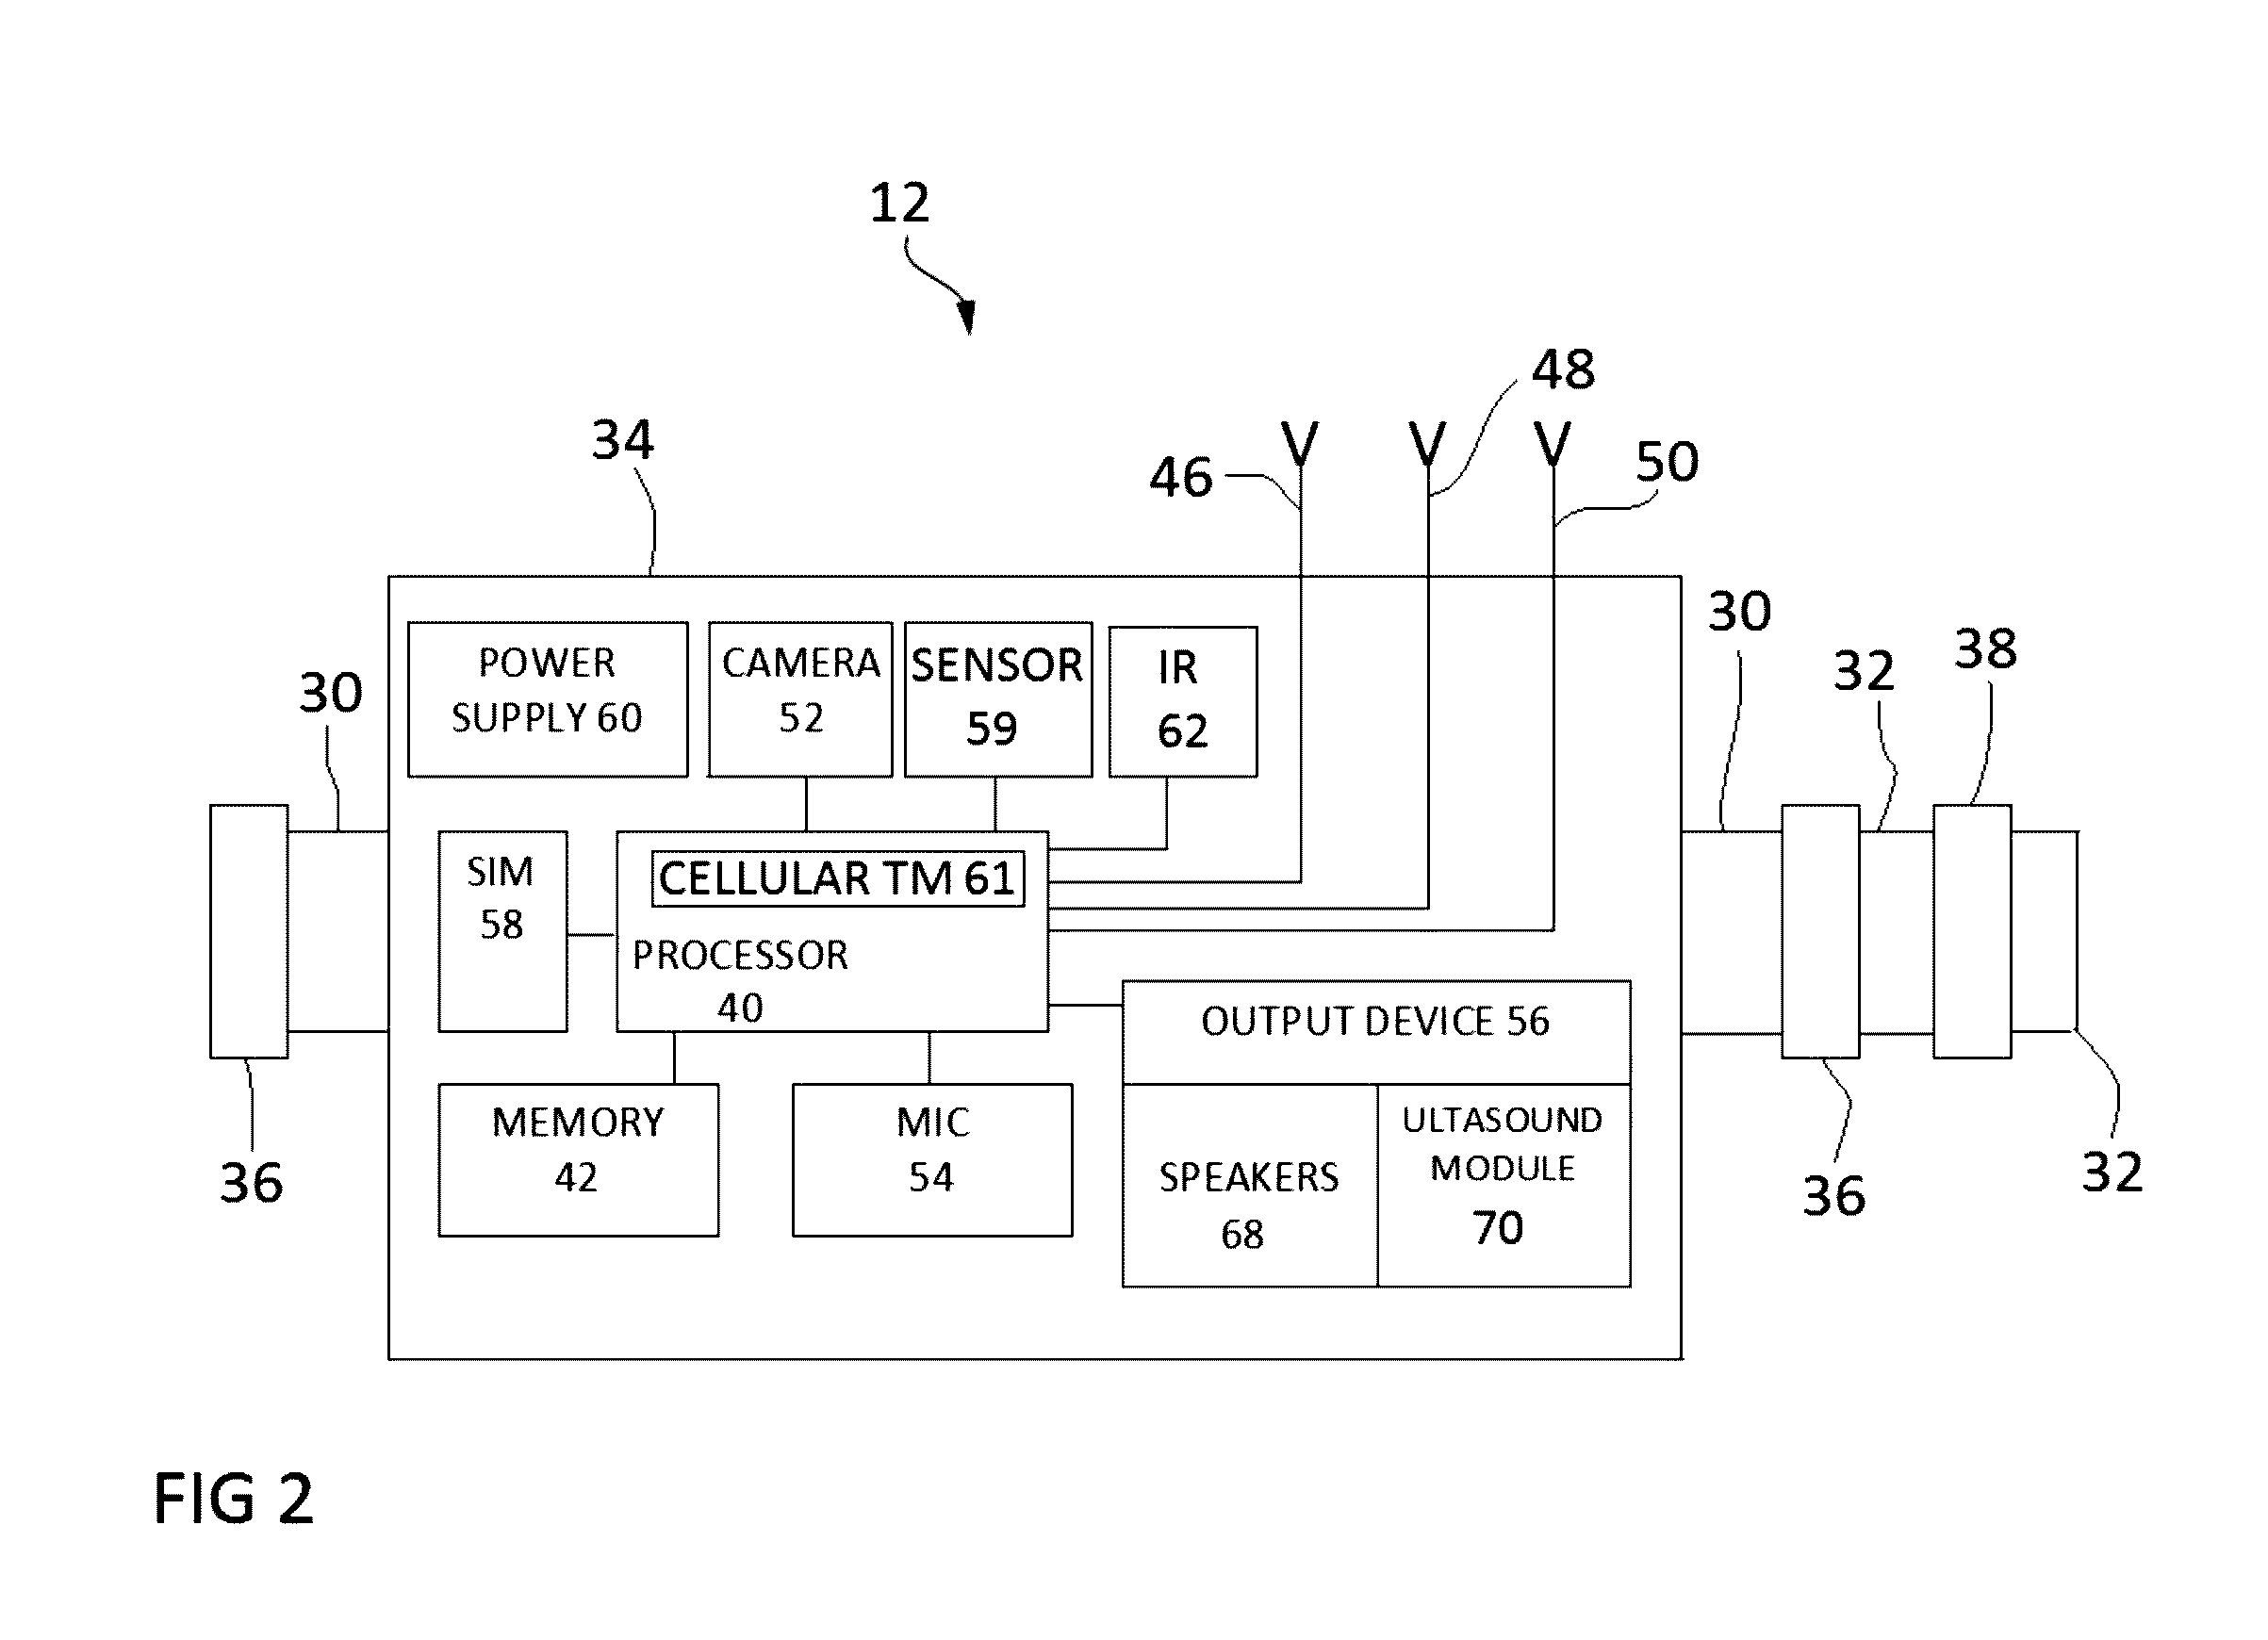 12
48
34
V V V
46
50
POWER
SUPPLY 60
CAMERA
52
SENSOR
59
IR
62
30
30
32
38
CELLULAR TM 61
SIM
58
PROCESSOR
40
OUTPUT DEVICE 56
MEMORY
42
MIC
54
SPEAKERS
68
ULTASOUND
MODULE
70
36
36
32
FIG 2